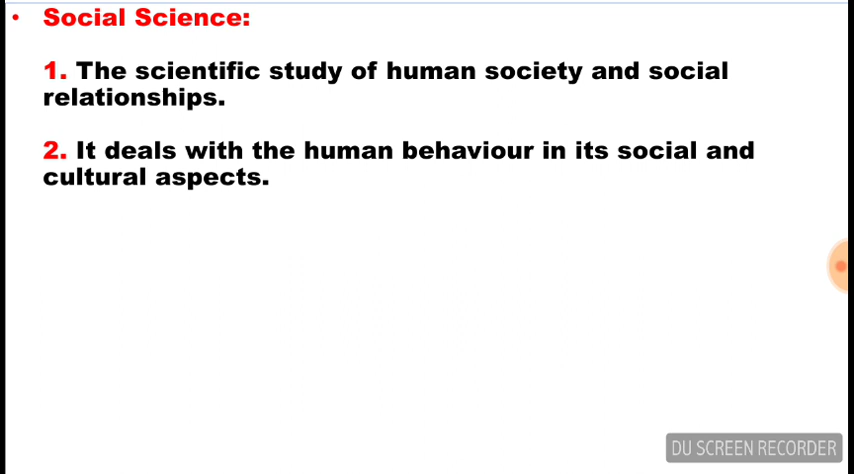 • Social Science:
1. The scientific study of human society and social
relationships.
2. It deals with the human behaviour in its social and
cultural aspects.
DU SCREEN RECORDER